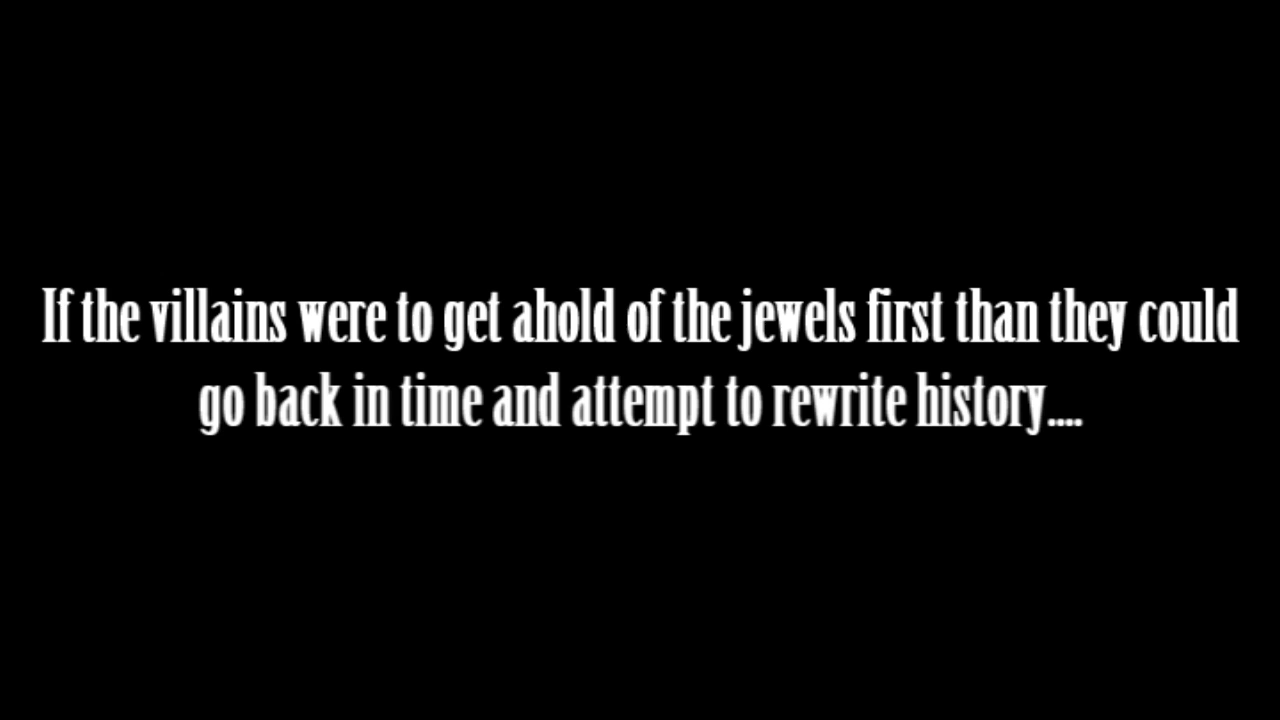 If the villains were to get ahold of the jewels first than they could
go back in time and attempt to rewrite history....